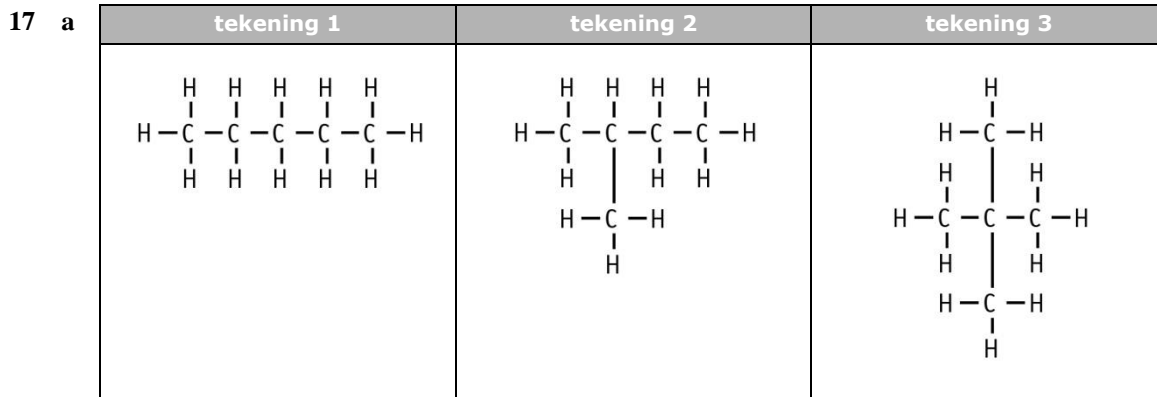 17 a tekening 1 tekening 2 tekening 3
H H H H H
H–C–C–C–C–C–H
H H H H H
H H H H
H–C–C–C–C–H
H H H
H–C–H
H
H
H–C–H
H H
H–C–C–C–H
H H
H–C–H
H